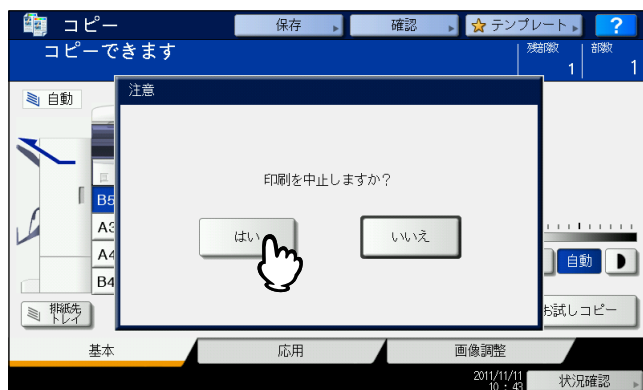 コピー
保存
確認
テンプレート
?
コピーできます
残部数
1
部数
1
自動
注意
印刷を中止しますか?
はい
いいえ
B5
A3
A4
B4
自動
排紙先
トレイ
お試しコピー
基本
応用
画像調整
2011/11/11
10:43
状況確認